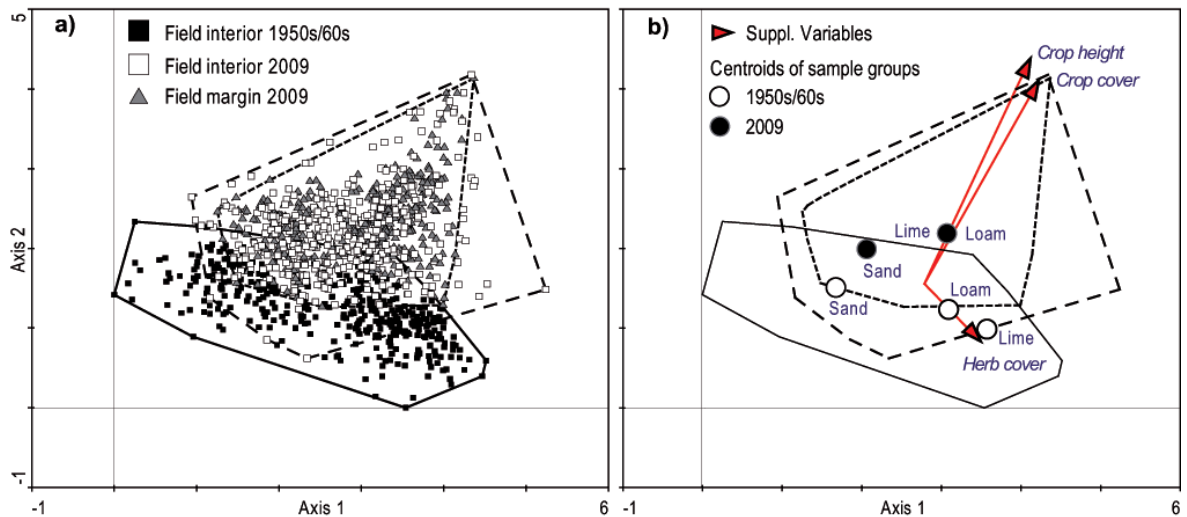 5
a)
Field interior 1950s/60s
Field interior 2009
Field margin 2009
Axis 2
-1
-1
Axis 1
6
b)
Suppl. Variables
Centroids of sample groups
1950s/60s
2009
Crop height
Crop cover
Lime
Loam
Sand
Loam
Sand
Lime
Herb cover
-1
Axis 1
6